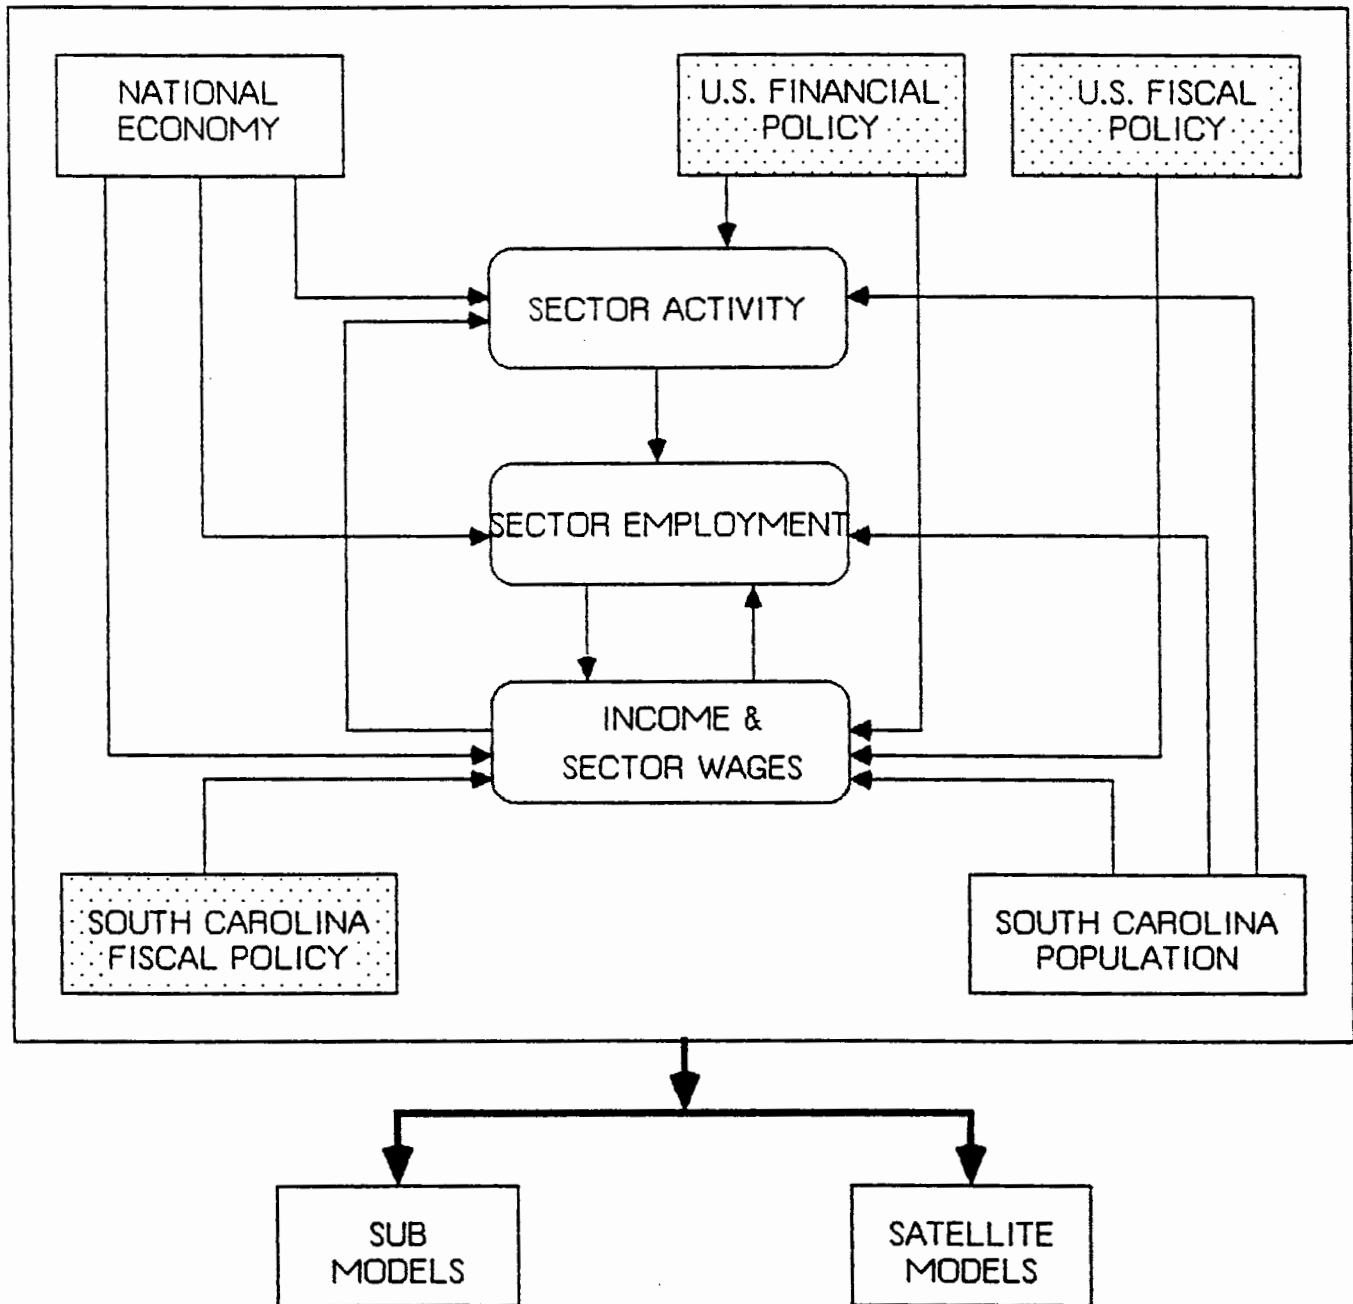 NATIONAL
ECONOMY
U.S. FINANCIAL
POLICY
U.S. FISCAL
POLICY
SECTOR ACTIVITY
SECTOR EMPLOYMENT
INCOME &
SECTOR WAGES
SOUTH CAROLINA
FISCAL POLICY
SOUTH CAROLINA
POPULATION
SUB
MODELS
SATELLITE
MODELS